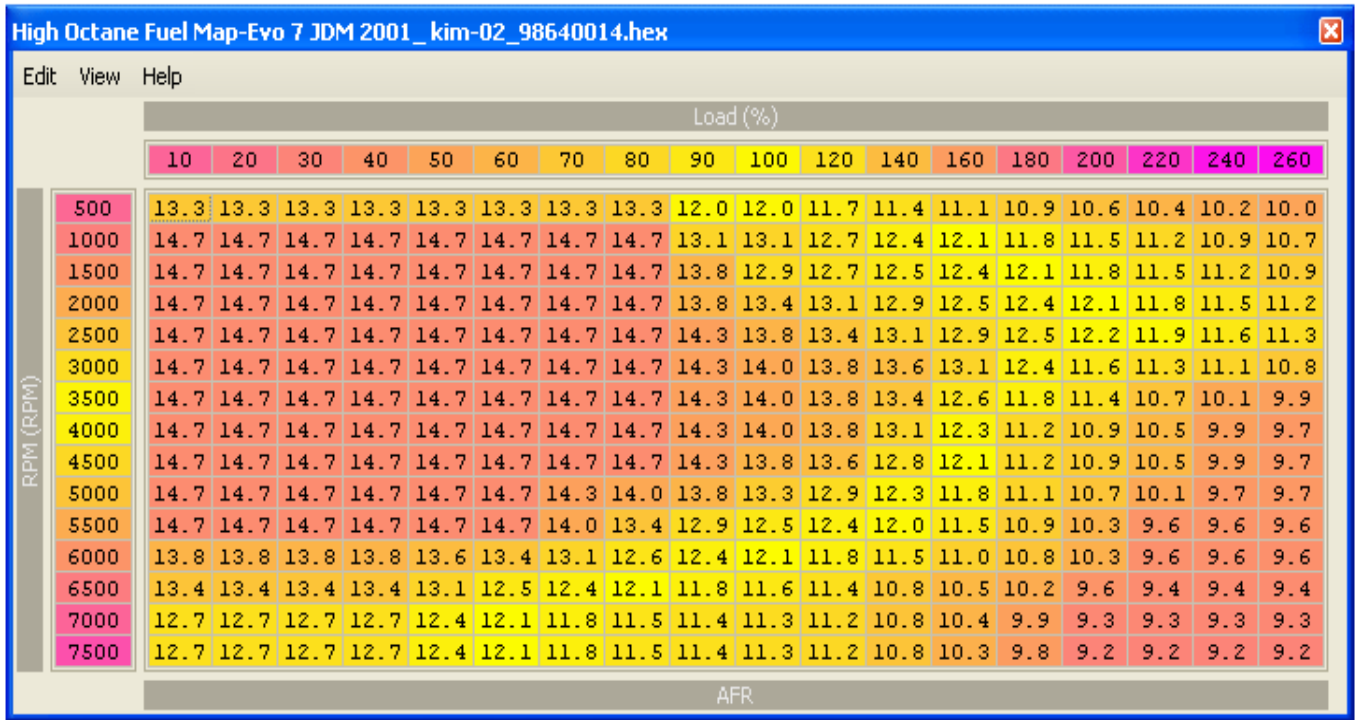 High Octane Fuel Map-Evo 7 JDM 2001_ kim-02_98640014.hex
Edit View Help
Load (%)
10 20 30 40 50 60 70 80 90 100 120 140 160 180 200 220 240 260
RPM (RPM)
500 13.3 13.3 13.3 13.3 13.3 13.3 13.3 13.3 12.0 12.0 11.7 11.4 11.1 10.9 10.6 10.4 10.2 10.0
1000 14.7 14.7 14.7 14.7 14.7 14.7 14.7 14.7 13.1 13.1 12.7 12.4 12.1 11.8 11.5 11.2 10.9 10.7
1500 14.7 14.7 14.7 14.7 14.7 14.7 14.7 14.7 13.8 12.9 12.7 12.5 12.4 12.1 11.8 11.5 11.2 10.9
2000 14.7 14.7 14.7 14.7 14.7 14.7 14.7 14.7 13.8 13.4 13.1 12.9 12.5 12.4 12.1 11.8 11.5 11.2
2500 14.7 14.7 14.7 14.7 14.7 14.7 14.7 14.7 14.3 13.8 13.4 13.1 12.9 12.5 12.2 11.9 11.6 11.3
3000 14.7 14.7 14.7 14.7 14.7 14.7 14.7 14.7 14.3 14.0 13.8 13.6 13.1 12.4 11.6 11.3 11.1 10.8
3500 14.7 14.7 14.7 14.7 14.7 14.7 14.7 14.7 14.3 14.0 13.8 13.4 12.6 11.8 11.4 10.7 10.1 9.9
4000 14.7 14.7 14.7 14.7 14.7 14.7 14.7 14.7 14.3 14.0 13.8 13.1 12.3 11.2 10.9 10.5 9.9 9.7
4500 14.7 14.7 14.7 14.7 14.7 14.7 14.7 14.7 14.3 13.8 13.6 12.8 12.1 11.2 10.9 10.5 9.9 9.7
5000 14.7 14.7 14.7 14.7 14.7 14.7 14.3 14.0 13.8 13.3 12.9 12.3 11.8 11.1 10.7 10.1 9.7 9.7
5500 14.7 14.7 14.7 14.7 14.7 14.7 14.0 13.4 12.9 12.5 12.4 12.0 11.5 10.9 10.3 9.6 9.6 9.6
6000 13.8 13.8 13.8 13.8 13.6 13.4 13.1 12.6 12.4 12.1 11.8 11.5 11.0 10.8 10.3 9.6 9.6 9.6
6500 13.4 13.4 13.4 13.4 13.1 12.5 12.4 12.1 11.8 11.6 11.4 10.8 10.5 10.2 9.6 9.4 9.4 9.4
7000 12.7 12.7 12.7 12.7 12.4 12.1 11.8 11.5 11.4 11.3 11.2 10.8 10.4 9.9 9.3 9.3 9.3 9.3
7500 12.7 12.7 12.7 12.7 12.4 12.1 11.8 11.5 11.4 11.3 11.2 10.8 10.3 9.8 9.2 9.2 9.2 9.2
AFR